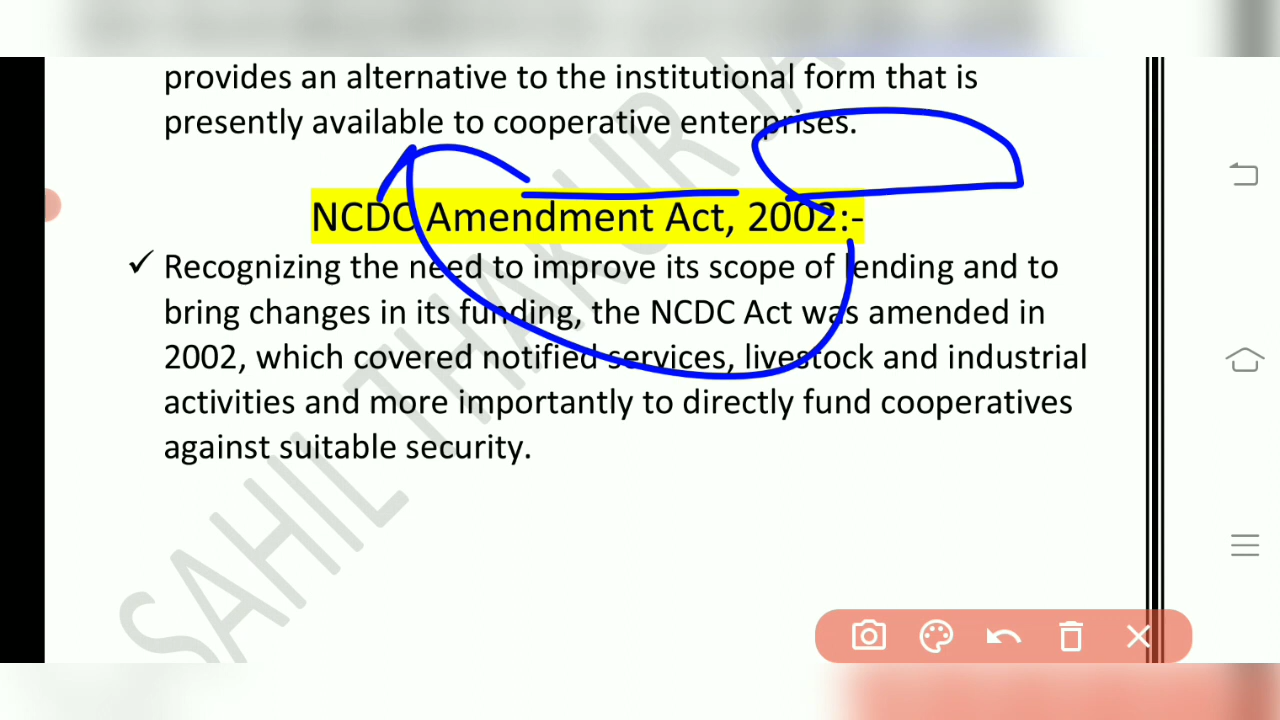 provides an alternative to the institutional form that is
presently available to cooperative enterprises.
NCDC Amendment Act, 2002:-
✓ Recognizing the need to improve its scope of lending and to
bring changes in its funding, the NCDC Act was amended in
2002, which covered notified services, livestock and industrial
activities and more importantly to directly fund cooperatives
against suitable security.
SAHIL THAKUR